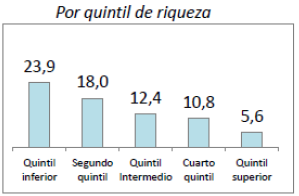 Por quintil de riqueza
23,9
18,0
12,4
10,8
5,6
Quintil inferior
Segundo quintil
Quintil Intermedio
Cuarto quintil
Quintil superior